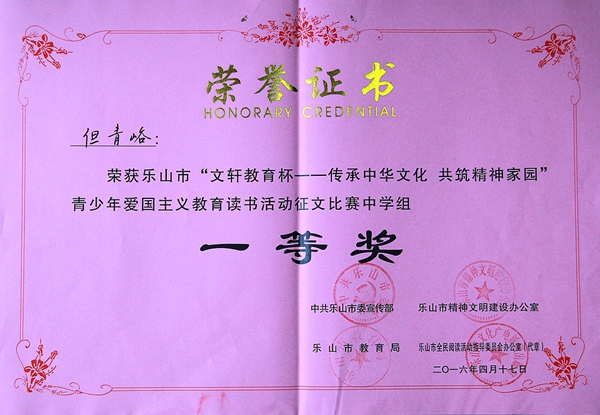 荣誉证书
HONORARY CREDENTIAL
但青峪：
荣获乐山市“文轩教育杯——传承中华文化 共筑精神家园”
青少年爱国主义教育读书活动征文比赛中学组
一等奖
中共乐山市委宣传部 乐山市精神文明建设办公室
乐山市教育局 乐山市全民阅读活动指导委员会办公室（代章）
二〇一六年四月十七日